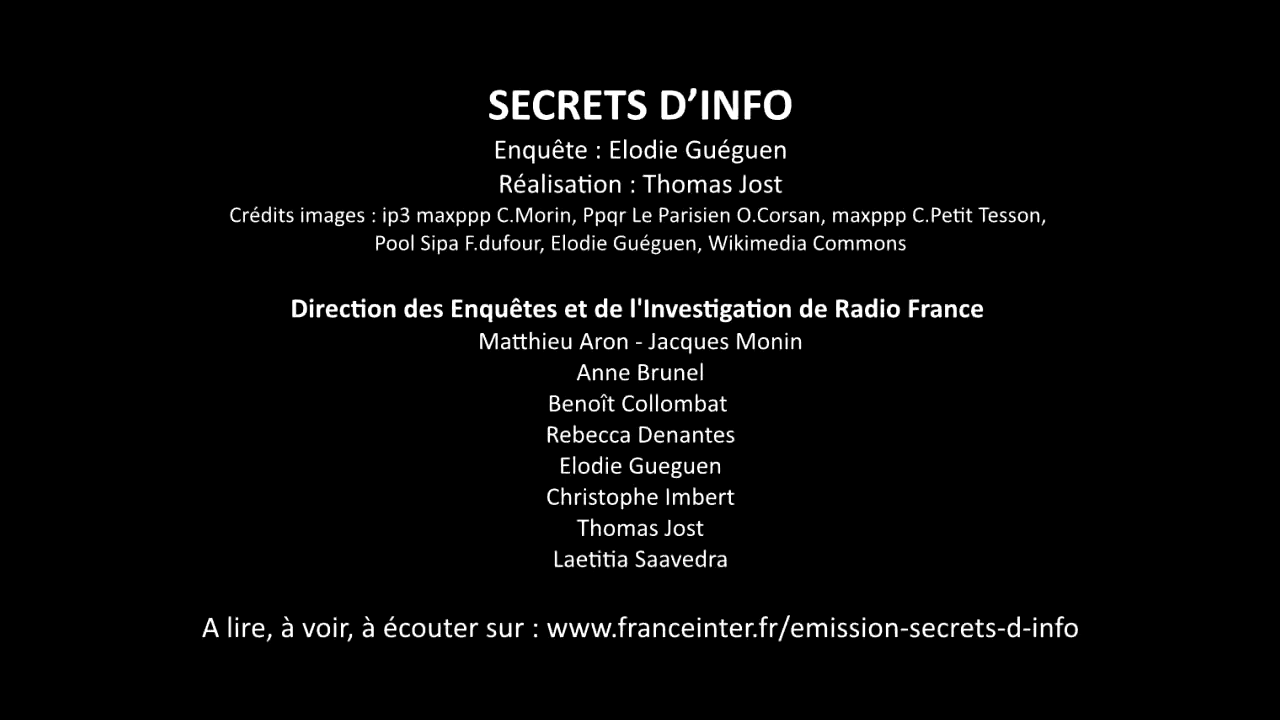 SECRETS D’INFO
Enquête : Elodie Guéguen
Réalisation : Thomas Jost
Crédits images : ip3 maxppp C.Morin, Ppqr Le Parisien O.Corsan, maxppp C.Petit Tesson,
Pool Sipa F.dufour, Elodie Guéguen, Wikimedia Commons
Direction des Enquêtes et de l'Investigation de Radio France
Matthieu Aron - Jacques Monin
Anne Brunel
Benoît Collombat
Rebecca Denantes
Elodie Gueguen
Christophe Imbert
Thomas Jost
Laetitia Saavedra
A lire, à voir, à écouter sur : www.franceinter.fr/emission-secrets-d-info